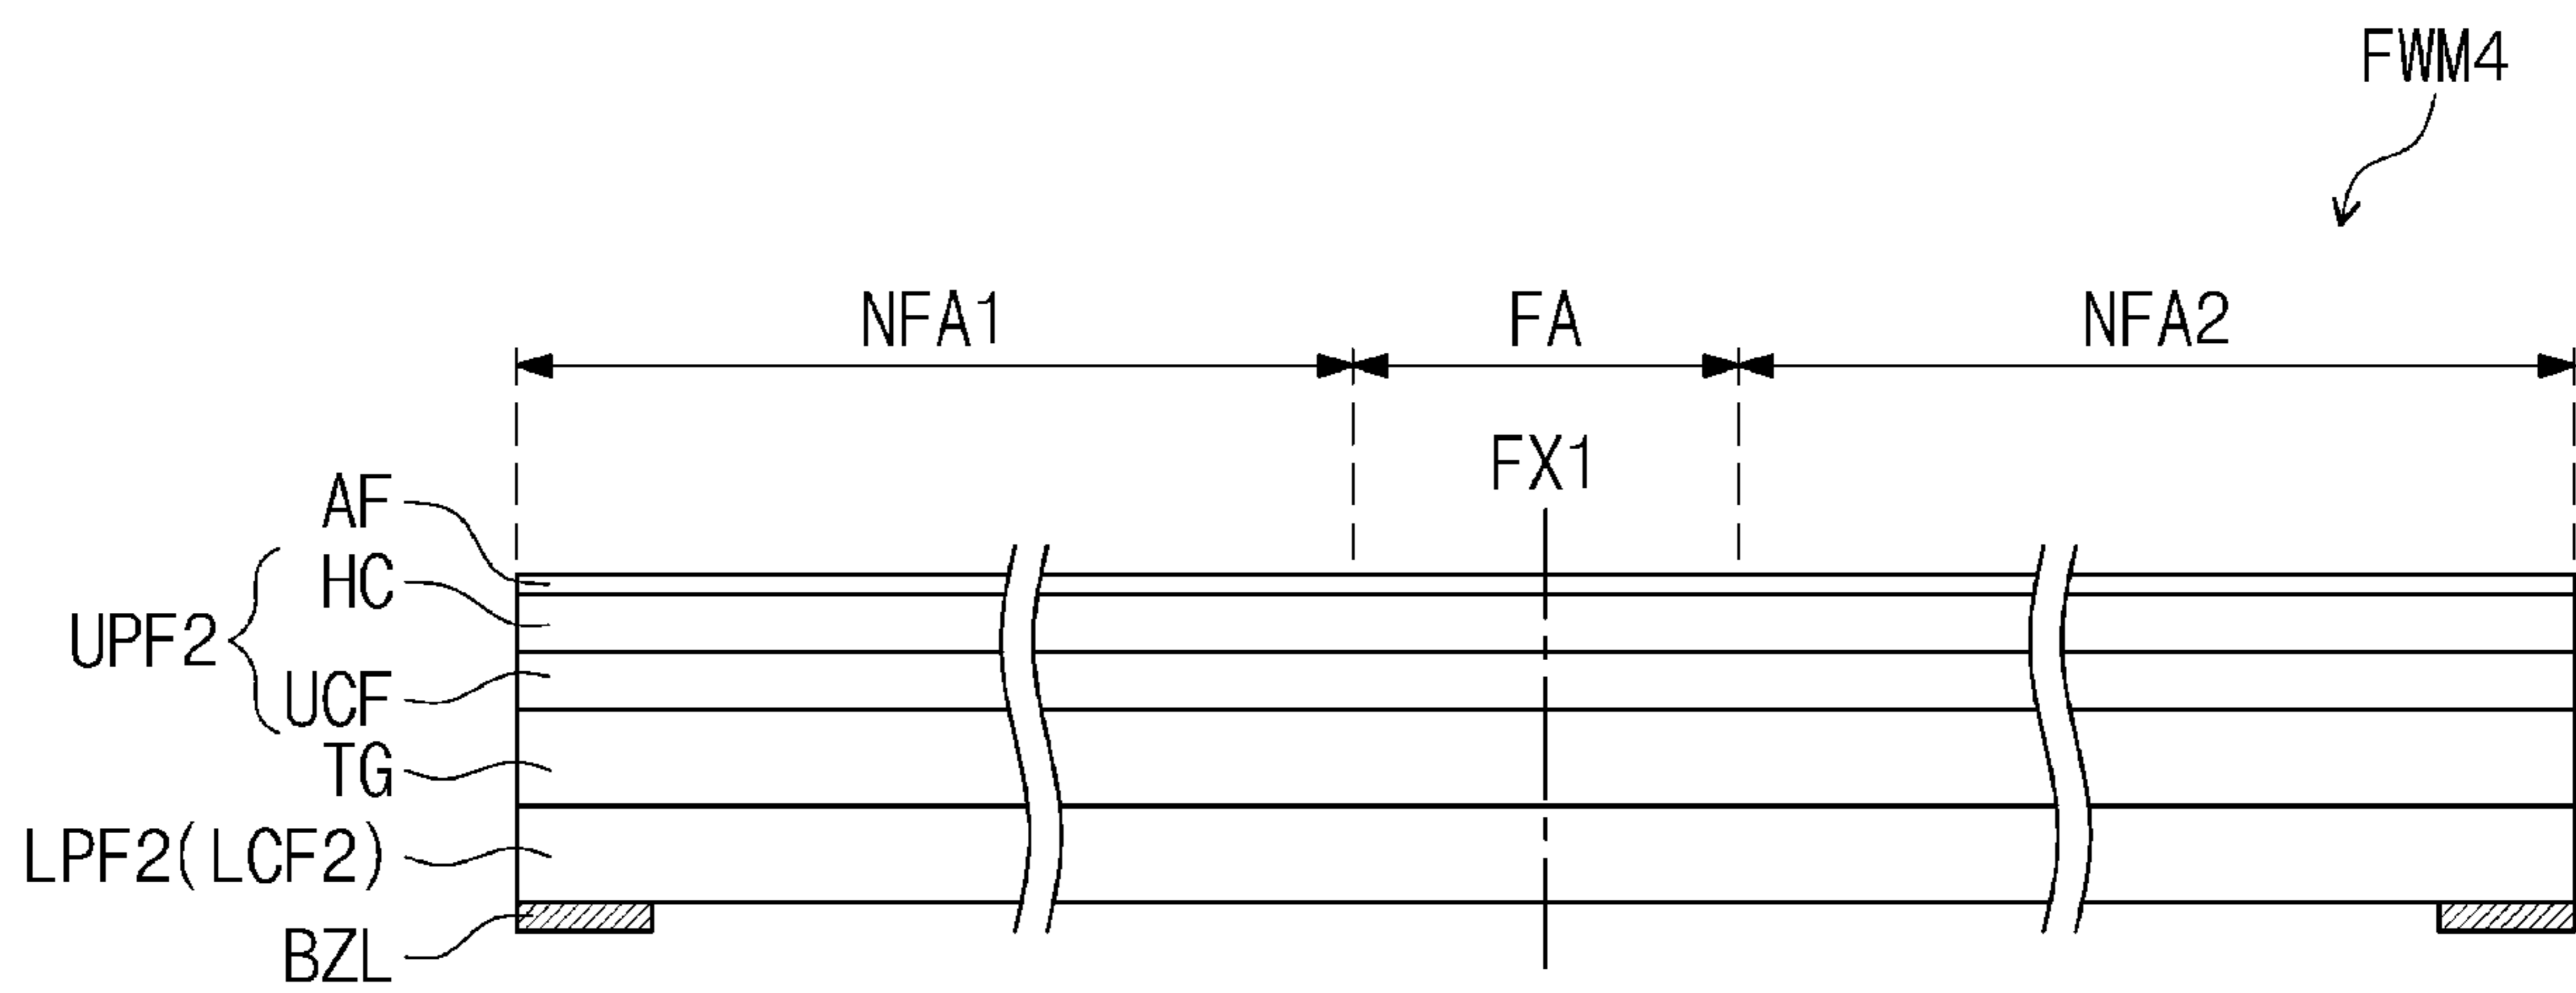 FWM4
NFA1 FA NFA2
FX1
AF
HC
UPF2
UCF
TG
LPF2(LCF2)
BZL